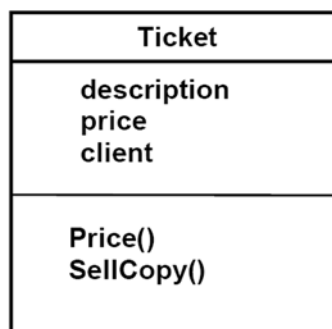 Ticket
description
price
client
Price()
SellCopy()